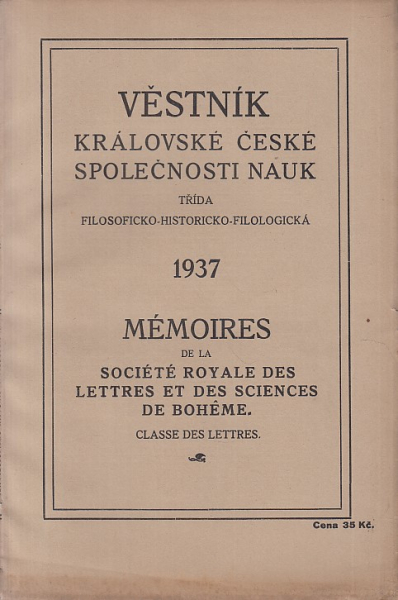 VĚSTNÍK
KRÁLOVSKÉ ČESKÉ
SPOLEČNOSTI NAUK
TŘÍDA
FILOSOFICKO-HISTORICKO-FILOLOGICKÁ
1937
MÉMOIRES
DE LA
SOCIÉTÉ ROYALE DES
LETTRES ET DES SCIENCES
DE BOHÊME.
CLASSE DES LETTRES.
Cena 35 Kč.